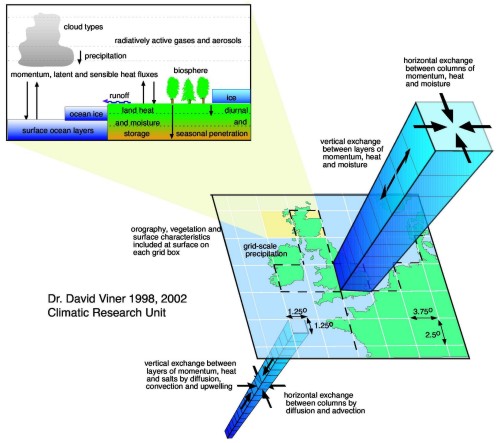 cloud types
radiatively active gases and aerosols
precipitation
momentum, latent and sensible heat fluxes
biosphere
runoff
ice
ocean ice
land heat
diurnal
and moisture
and
surface ocean layers
storage
seasonal penetration
horizontal exchange
between columns of
momentum, heat
and moisture
vertical exchange
between layers of
momentum, heat
and moisture
orography, vegetation and
surface characteristics
included at surface on
each grid box
grid-scale
precipitation
Dr. David Viner 1998, 2002
Climatic Research Unit
1.25°
1.25°
3.75°
2.5°
vertical exchange between
layers of momentum, heat
and salts by diffusion,
convection and upwelling
horizontal exchange
between columns by
diffusion and advection